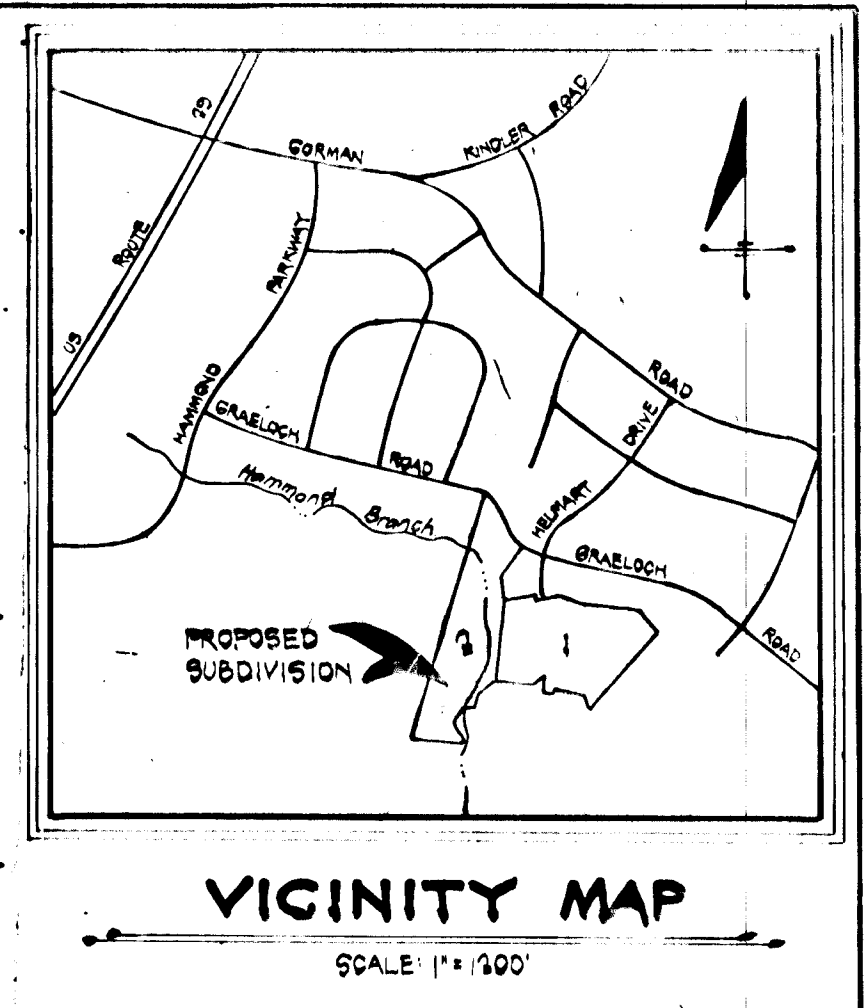 29
GORMAN
KINDLER ROAD
US ROUTE
HAMMOND PARKWAY
ROAD
GRAELOCH ROAD
DRIVE
HELMART
Hammond Branch
GRAELOCH
ROAD
PROPOSED
SUBDIVISION
2
1
VICINITY MAP
SCALE: 1" = 1200'